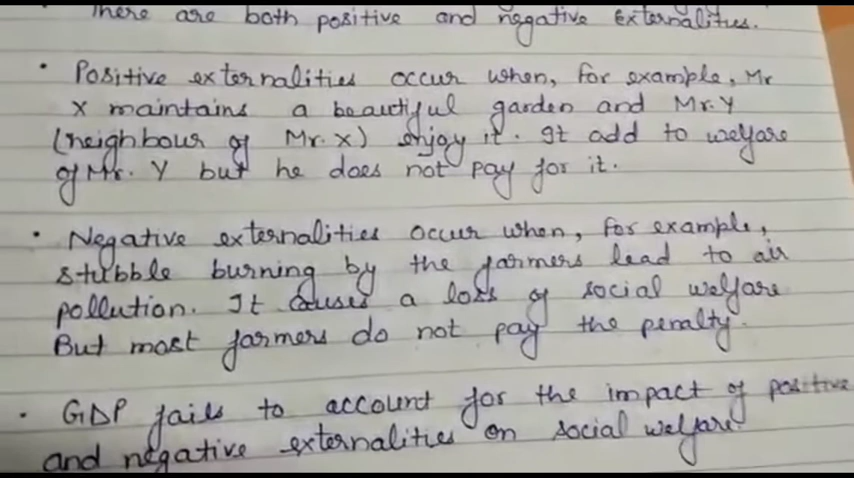 There are both positive and negative externalities.
• Positive externalities occur when, for example, Mr
X maintains a beautiful garden and Mr. Y
(neighbour of Mr. X) enjoy it. It add to welfare
of Mr. Y but he does not pay for it.
• Negative externalities occur when, for example,
stubble burning by the farmers lead to air
pollution. It causes a loss of social welfare
But most farmers do not pay the penalty.
• GDP fails to account for the impact of positive
and negative externalities on social welfare